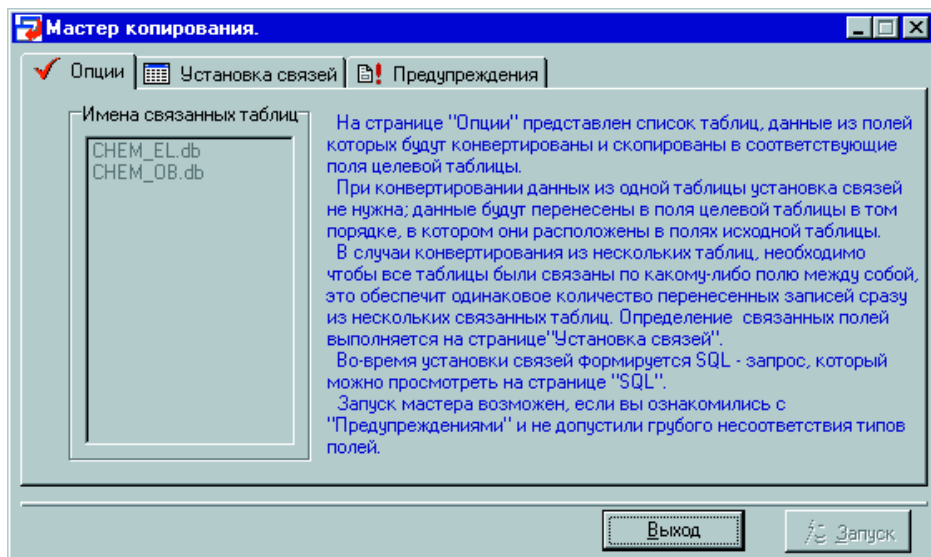 Мастер копирования.
Опции
Установка связей
Предупреждения
Имена связанных таблиц
CHEM_EL.db
CHEM_OB.db
На странице "Опции" представлен список таблиц, данные из полей
которых будут конвертированы и скопированы в соответствующие
поля целевой таблицы.
При конвертировании данных из одной таблицы установка связей
не нужна; данные будут перенесены в поля целевой таблицы в том
порядке, в котором они расположены в полях исходной таблицы.
В случаи конвертирования из нескольких таблиц, необходимо
чтобы все таблицы были связаны по какому-либо полю между собой,
это обеспечит одинаковое количество перенесенных записей сразу
из нескольких связанных таблиц. Определение связанных полей
выполняется на странице"Установка связей".
Во-время установки связей формируется SQL - запрос, который
можно просмотреть на странице "SQL".
Запуск мастера возможен, если вы ознакомились с
"Предупреждениями" и не допустили грубого несоответствия типов
полей.
Выход
Запуск